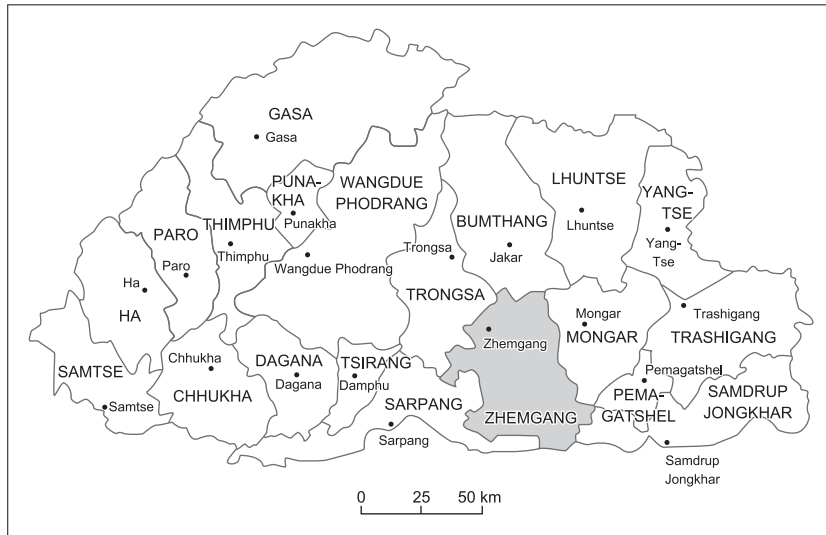 GASA
Gasa
PUNA-
KHA
Punakha
WANGDUE
PHODRANG
Wangdue Phodrang
LHUNTSE
Lhuntse
YANG-
TSE
Yang-
Tse
THIMPHU
Thimphu
PARO
Paro
BUMTHANG
Jakar
Trongsa
TRONGSA
Ha
HA
Mongar
MONGAR
Trashigang
TRASHIGANG
Zhemgang
ZHEMGANG
SAMTSE
Samtse
Chhukha
CHHUKHA
DAGANA
Dagana
TSIRANG
Damphu
SARPANG
Sarpang
Pemagatshel
PEMA-
GATSHEL
SAMDRUP
JONGKHAR
Samdrup
Jongkhar
0 25 50 km